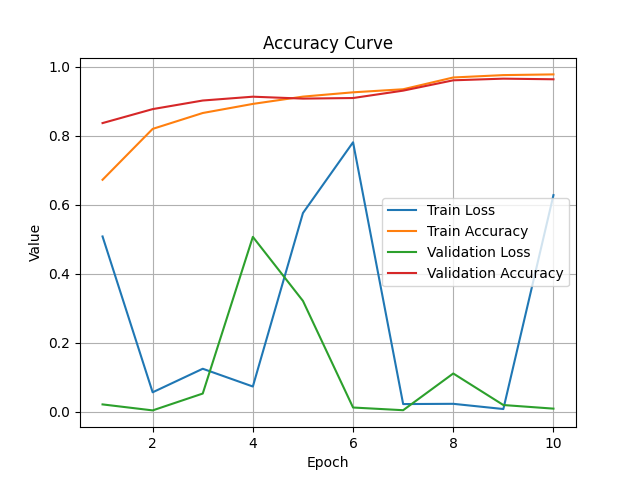 Accuracy Curve
1.0
0.8
0.6
0.4
0.2
0.0
Value
Train Loss
Train Accuracy
Validation Loss
Validation Accuracy
2
4
6
8
10
Epoch